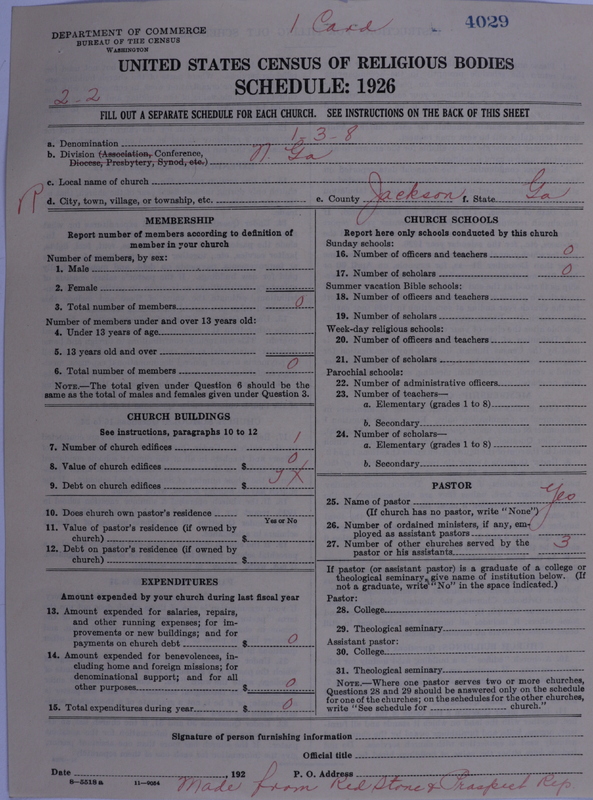 1 Card
4029
DEPARTMENT OF COMMERCE
BUREAU OF THE CENSUS
WASHINGTON
UNITED STATES CENSUS OF RELIGIOUS BODIES
SCHEDULE: 1926
2-2
FILL OUT A SEPARATE SCHEDULE FOR EACH CHURCH. SEE INSTRUCTIONS ON THE BACK OF THIS SHEET
a. Denomination 1-3-8
b. Division (Association, Conference, Diocese, Presbytery, Synod, etc.) N. Ga
c. Local name of church
R d. City, town, village, or township, etc. e. County Jackson f. State Ga
MEMBERSHIP
Report number of members according to definition of
member in your church
Number of members, by sex:
1. Male
2. Female
3. Total number of members 0
Number of members under and over 13 years old:
4. Under 13 years of age
5. 13 years old and over
6. Total number of members 0
NOTE.—The total given under Question 6 should be the
same as the total of males and females given under Question 3.
CHURCH BUILDINGS
See instructions, paragraphs 10 to 12
7. Number of church edifices 1
8. Value of church edifices $ 0
9. Debt on church edifices $ X
10. Does church own pastor's residence
Yes or No
11. Value of pastor's residence (if owned by
church) $
12. Debt on pastor's residence (if owned by
church) $
EXPENDITURES
Amount expended by your church during last fiscal year
13. Amount expended for salaries, repairs,
and other running expenses; for im-
provements or new buildings; and for
payments on church debt $ 0
14. Amount expended for benevolences, in-
cluding home and foreign missions; for
denominational support; and for all
other purposes $ 0
15. Total expenditures during year $ 0
CHURCH SCHOOLS
Report here only schools conducted by this church
Sunday schools:
16. Number of officers and teachers 0
17. Number of scholars 0
Summer vacation Bible schools:
18. Number of officers and teachers
19. Number of scholars
Week-day religious schools:
20. Number of officers and teachers
21. Number of scholars
Parochial schools:
22. Number of administrative officers
23. Number of teachers—
a. Elementary (grades 1 to 8)
b. Secondary
24. Number of scholars—
a. Elementary (grades 1 to 8)
b. Secondary
PASTOR
25. Name of pastor Yes
(If church has no pastor, write "None")
26. Number of ordained ministers, if any, em-
ployed as assistant pastors
27. Number of other churches served by the
pastor or his assistants 3
If pastor (or assistant pastor) is a graduate of a college or
theological seminary, give name of institution below. (If
not a graduate, write "No" in the space indicated.)
Pastor:
28. College
29. Theological seminary
Assistant pastor:
30. College
31. Theological seminary
NOTE.—Where one pastor serves two or more churches,
Questions 28 and 29 should be answered only on the schedule
for one of the churches; on the schedules for the other churches,
write "See schedule for church."
Signature of person furnishing information
Official title
Date , 192 P. O. Address
8—5518 a 11—9054
Made from Red Stone & Prospect Rep